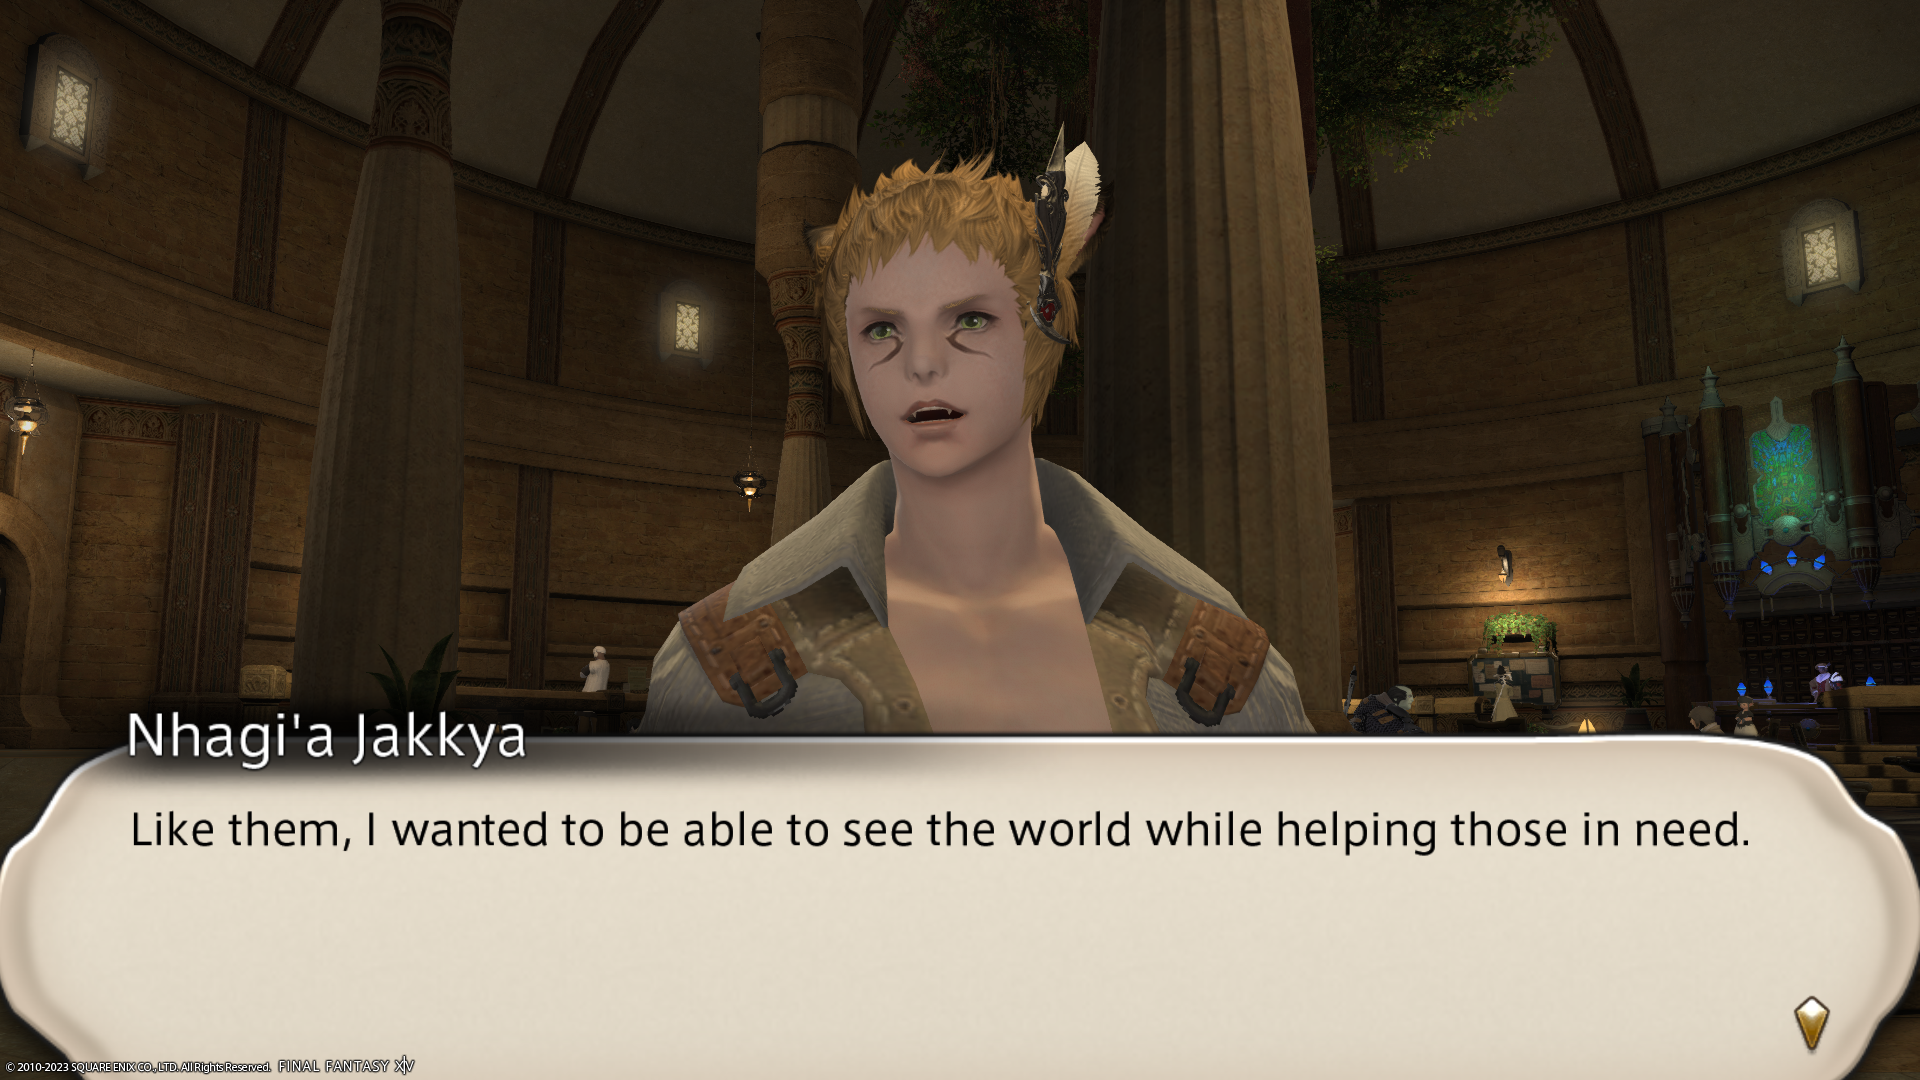 Nhagi'a Jakkya
Like them, I wanted to be able to see the world while helping those in need.
© 2010-2023 SQUARE ENIX CO., LTD. All Rights Reserved. FINAL FANTASY XIV